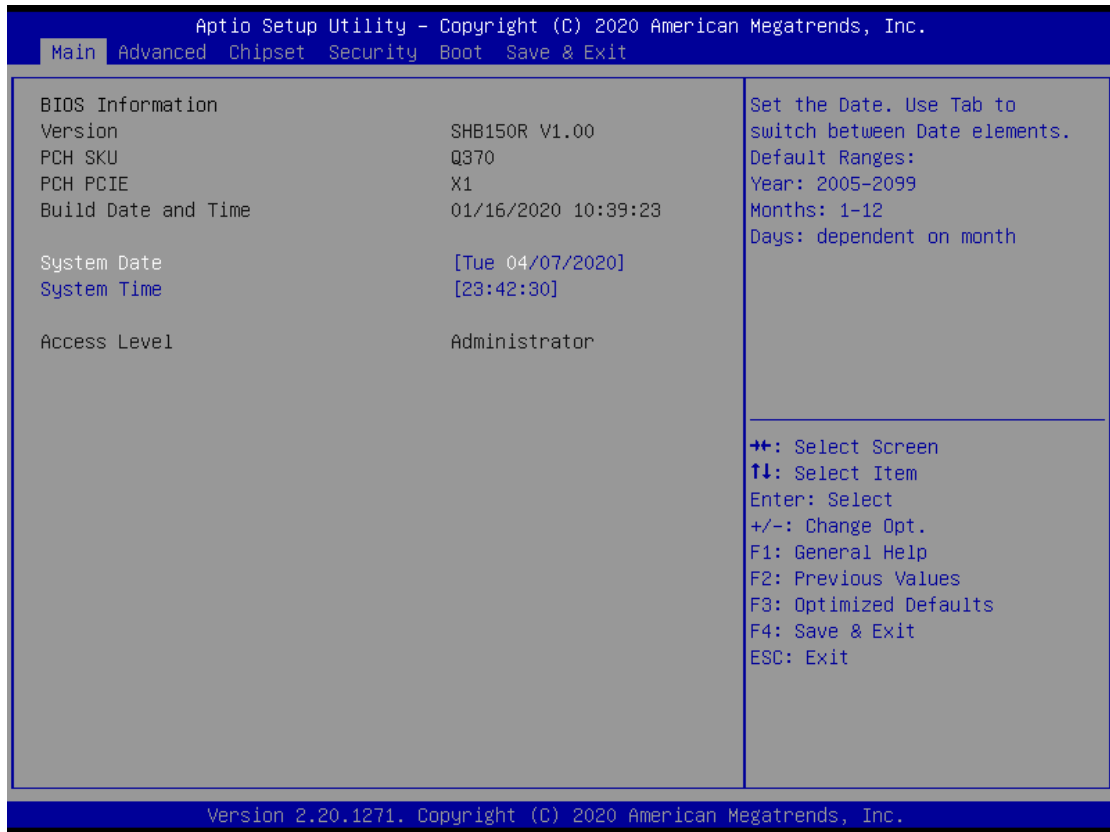 Aptio Setup Utility – Copyright (C) 2020 American Megatrends, Inc.
Main Advanced Chipset Security Boot Save & Exit
BIOS Information
Version SHB150R V1.00
PCH SKU Q370
PCH PCIE X1
Build Date and Time 01/16/2020 10:39:23
System Date [Tue 04/07/2020]
System Time [23:42:30]
Access Level Administrator
Set the Date. Use Tab to
switch between Date elements.
Default Ranges:
Year: 2005-2099
Months: 1-12
Days: dependent on month
→←: Select Screen
↑↓: Select Item
Enter: Select
+/-: Change Opt.
F1: General Help
F2: Previous Values
F3: Optimized Defaults
F4: Save & Exit
ESC: Exit
Version 2.20.1271. Copyright (C) 2020 American Megatrends, Inc.